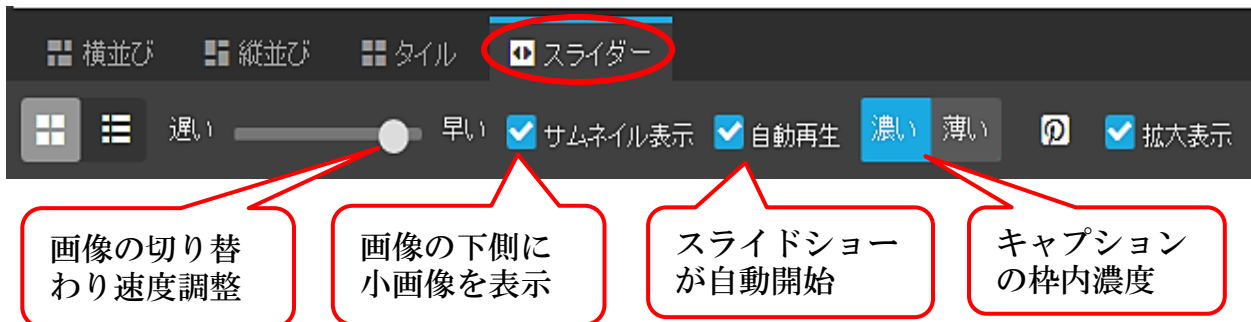 横並び 縦並び タイル スライダー
遅い 早い サムネイル表示 自動再生 濃い 薄い 拡大表示
画像の切り替
わり速度調整
画像の下側に
小画像を表示
スライドショー
が自動開始
キャプション
の枠内濃度